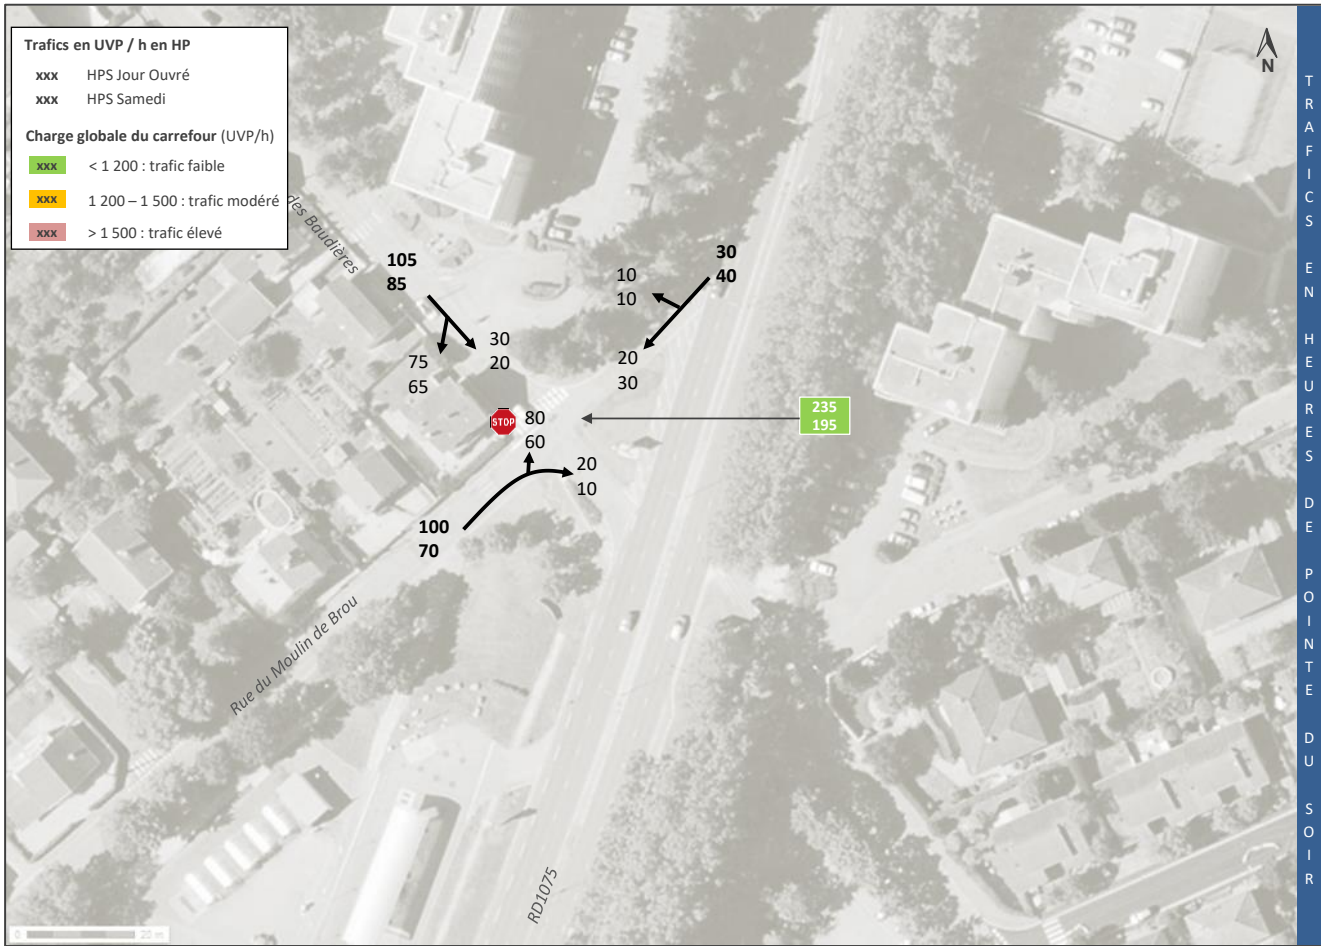 Trafics en UVP / h en HP
xxx HPS Jour Ouvré
xxx HPS Samedi
Charge globale du carrefour (UVP/h)
xxx < 1 200 : trafic faible
xxx 1 200 – 1 500 : trafic modéré
xxx > 1 500 : trafic élevé
N
des Baudières
105
85
30
40
10
10
30
20
75
65
20
30
STOP
80
60
235
195
20
10
100
70
Rue du Moulin de Brou
RD1075
0 20 m
TRAFICS EN HEURES DE POINTE DU SOIR